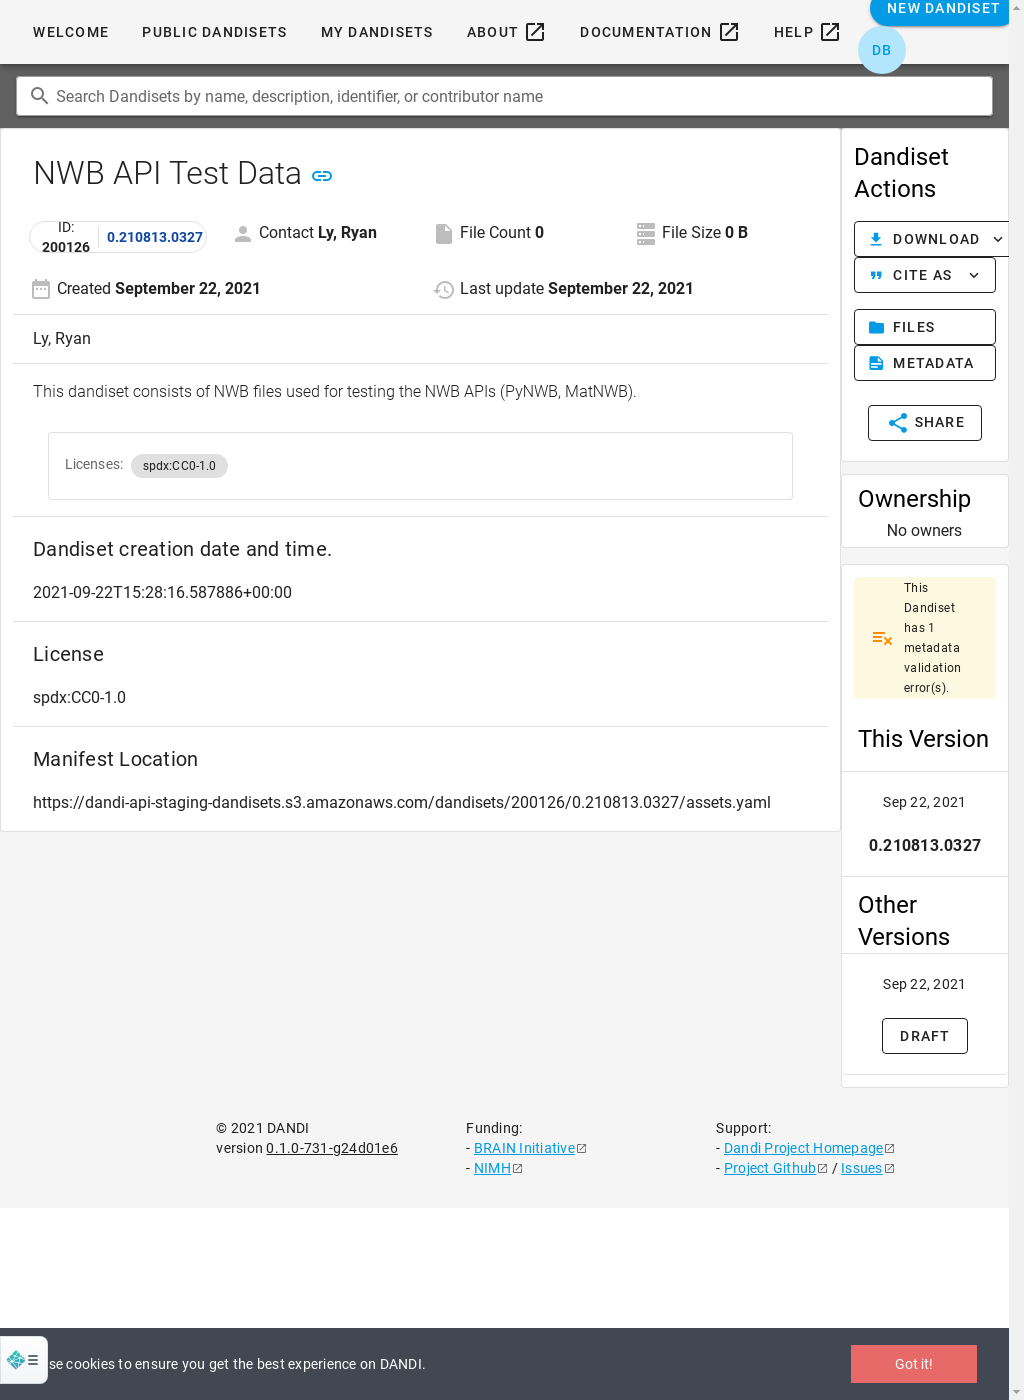 WELCOME PUBLIC DANDISETS MY DANDISETS ABOUT DOCUMENTATION HELP NEW DANDISET
DB
Search Dandisets by name, description, identifier, or contributor name
NWB API Test Data
ID: 200126 0.210813.0327 Contact Ly, Ryan File Count 0 File Size 0 B
Created September 22, 2021 Last update September 22, 2021
Ly, Ryan
This dandiset consists of NWB files used for testing the NWB APIs (PyNWB, MatNWB).
Licenses: spdx:CC0-1.0
Dandiset creation date and time.
2021-09-22T15:28:16.587886+00:00
License
spdx:CC0-1.0
Manifest Location
https://dandi-api-staging-dandisets.s3.amazonaws.com/dandisets/200126/0.210813.0327/assets.yaml
Dandiset
Actions
DOWNLOAD
CITE AS
FILES
METADATA
SHARE
Ownership
No owners
This
Dandiset
has 1
metadata
validation
error(s).
This Version
Sep 22, 2021
0.210813.0327
Other
Versions
Sep 22, 2021
DRAFT
© 2021 DANDI
version 0.1.0-731-g24d01e6
Funding:
- BRAIN Initiative
- NIMH
Support:
- Dandi Project Homepage
- Project Github / Issues
se cookies to ensure you get the best experience on DANDI.
Got it!